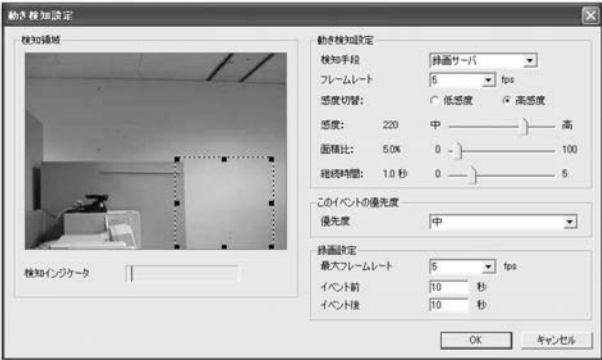 動き検知設定
検知領域
検知インジケータ
動き検知設定
検知手段 録画サーバ
フレームレート 5 fps
感度切替: 低感度 高感度
感度: 220 中 高
面積比: 5.0% 0 100
継続時間: 1.0 秒 0 5
このイベントの優先度
優先度 中
録画設定
最大フレームレート 5 fps
イベント前 10 秒
イベント後 10 秒
OK キャンセル